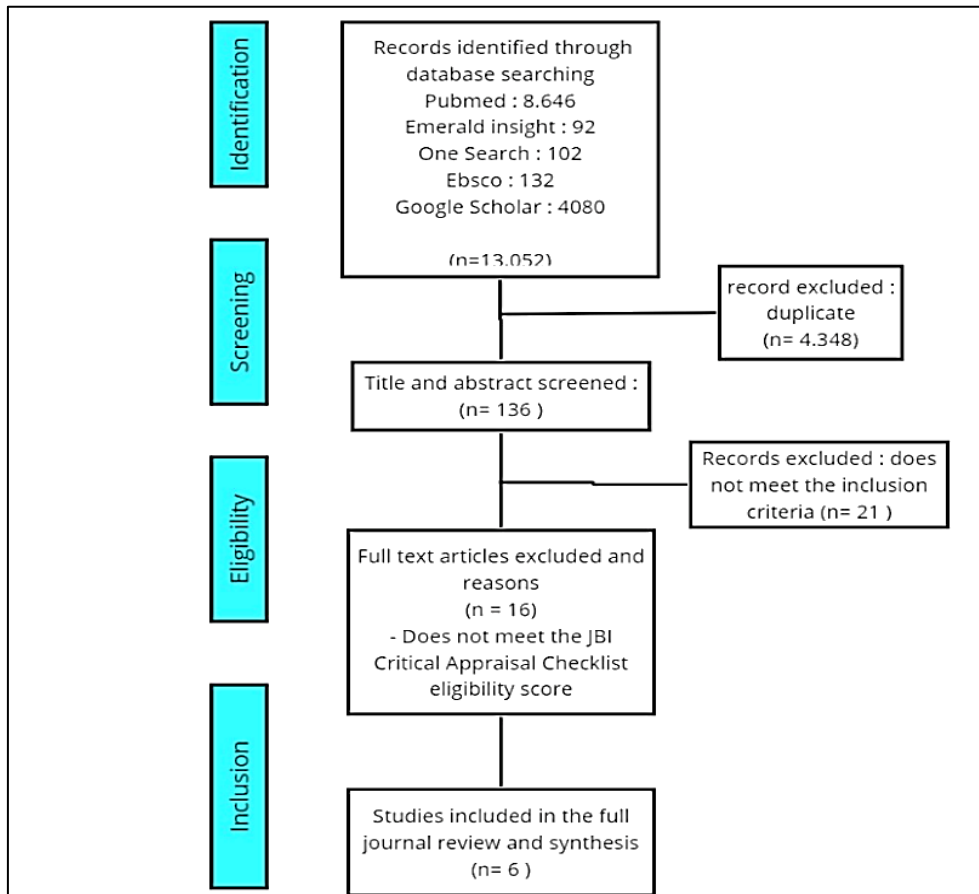 Identification
Records identified through
database searching
Pubmed : 8.646
Emerald insight : 92
One Search : 102
Ebsco : 132
Google Scholar : 4080
(n=13.052)
Screening
record excluded :
duplicate
(n= 4.348)
Title and abstract screened :
(n= 136 )
Records excluded : does
not meet the inclusion
criteria (n= 21 )
Eligibility
Full text articles excluded and
reasons
(n = 16)
- Does not meet the JBI
Critical Appraisal Checklist
eligibility score
Inclusion
Studies included in the full
journal review and synthesis
(n= 6 )